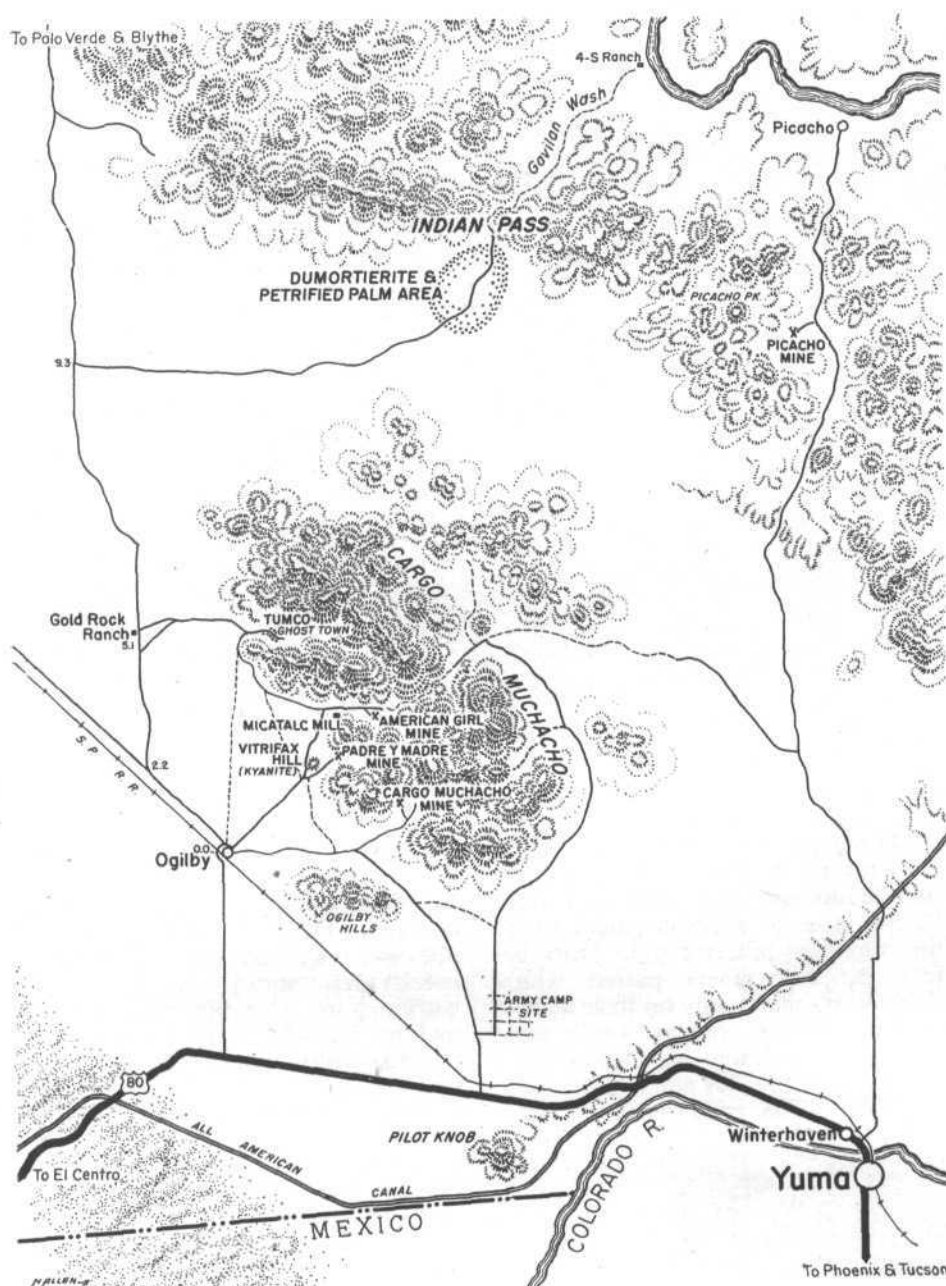 To Palo Verde & Blythe
4-S Ranch
Gavilan Wash
Picacho
INDIAN PASS
DUMORTIERITE &
PETRIFIED PALM AREA
PICACHO PK.
PICACHO
MINE
9.3
CARGO
Gold Rock
Ranch
5.1
TUMCO
GHOST TOWN
MUCHACHO
MICATALC MILL
AMERICAN GIRL
MINE
VITRIFAX
HILL
(KYANITE)
PADRE Y MADRE
MINE
S. P. R. R.
2.2
CARGO MUCHACHO
MINE
0.0
Ogilby
OGILBY
HILLS
ARMY CAMP
SITE
80
ALL AMERICAN CANAL
PILOT KNOB
COLORADO R.
Winterhaven
Yuma
To El Centro
MEXICO
To Phoenix & Tucson